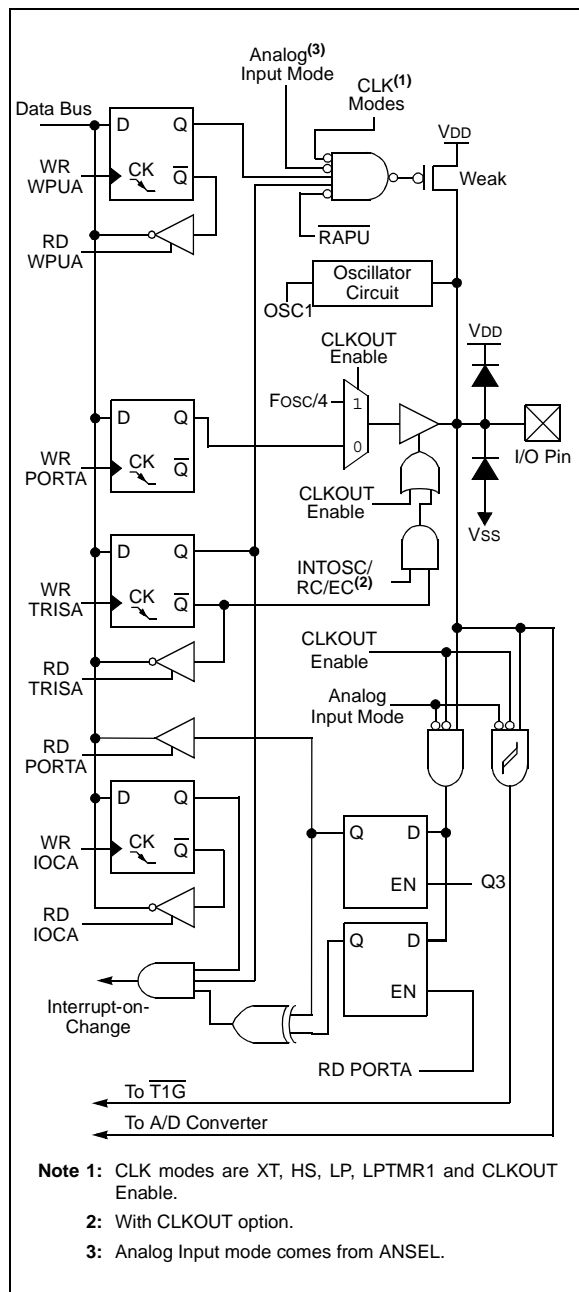 Analog(3)
Input Mode
CLK(1)
Modes
Data Bus
D Q
VDD
WR
WPUA
CK Q
Weak
RD
WPUA
RAPU
Oscillator
Circuit
OSC1
CLKOUT
Enable
VDD
FOSC/4
1
D Q
0
I/O Pin
WR
PORTA
CK Q
CLKOUT
Enable
VSS
D Q
INTOSC/
RC/EC(2)
WR
TRISA
CK Q
CLKOUT
Enable
RD
TRISA
Analog
Input Mode
RD
PORTA
D Q
Q D
WR
IOCA
CK Q
EN
Q3
RD
IOCA
Q D
Interrupt-on-
Change
EN
RD PORTA
To T1G
To A/D Converter
Note 1: CLK modes are XT, HS, LP, LPTMR1 and CLKOUT
Enable.
2: With CLKOUT option.
3: Analog Input mode comes from ANSEL.